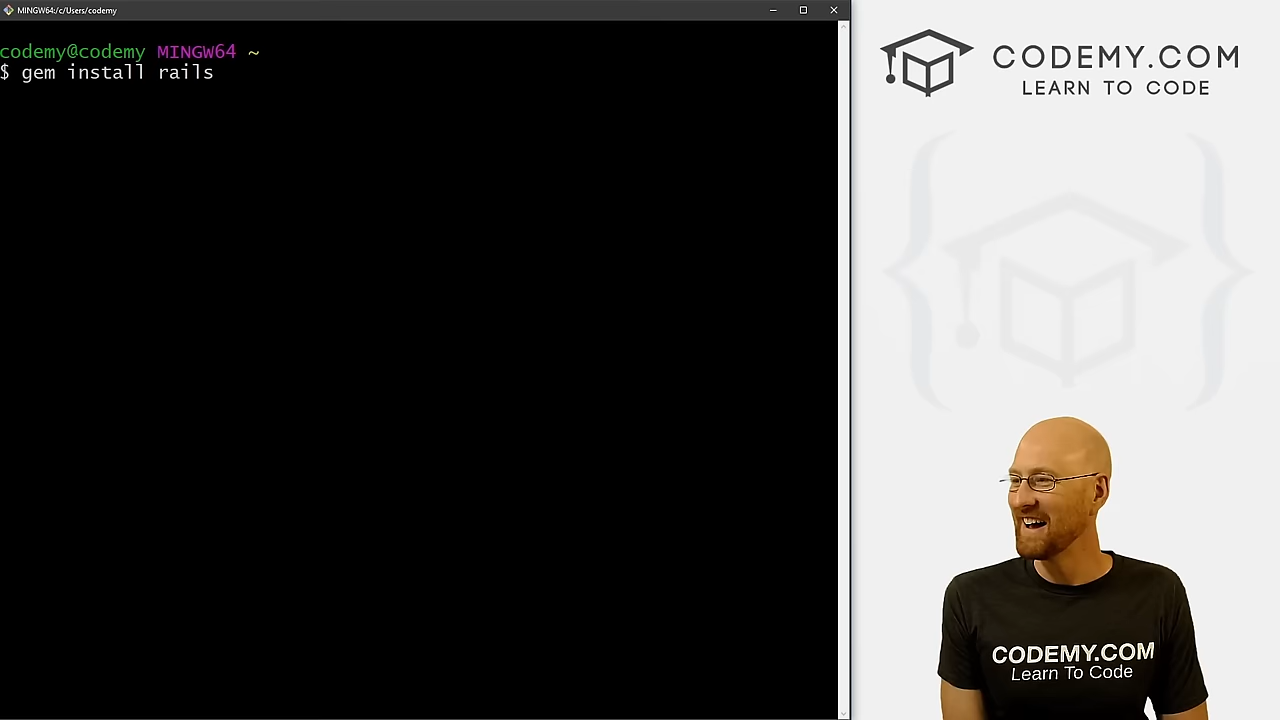 MINGW64:/c/Users/codemy
codemy@codemy MINGW64 ~
$ gem install rails
CODEMY.COM
LEARN TO CODE
CODEMY.COM
Learn To Code